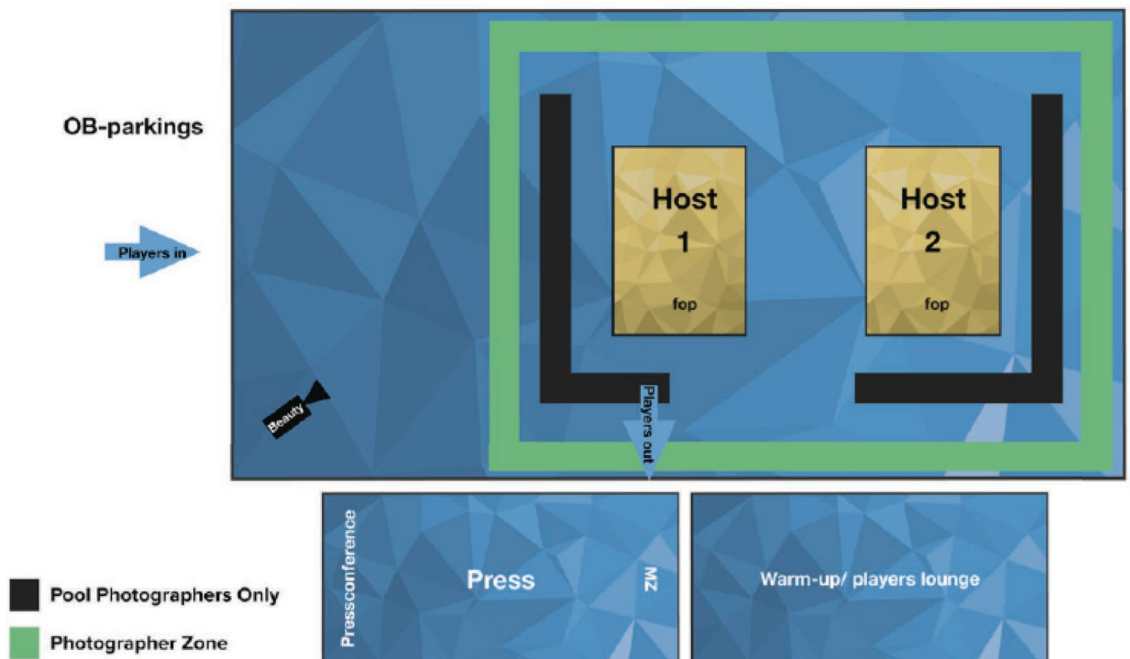 OB-parkings
Players in
Host
1
fop
Host
2
fop
Beauty
Players out
Pressconference
Press
MZ
Warm-up/ players lounge
Pool Photographers Only
Photographer Zone